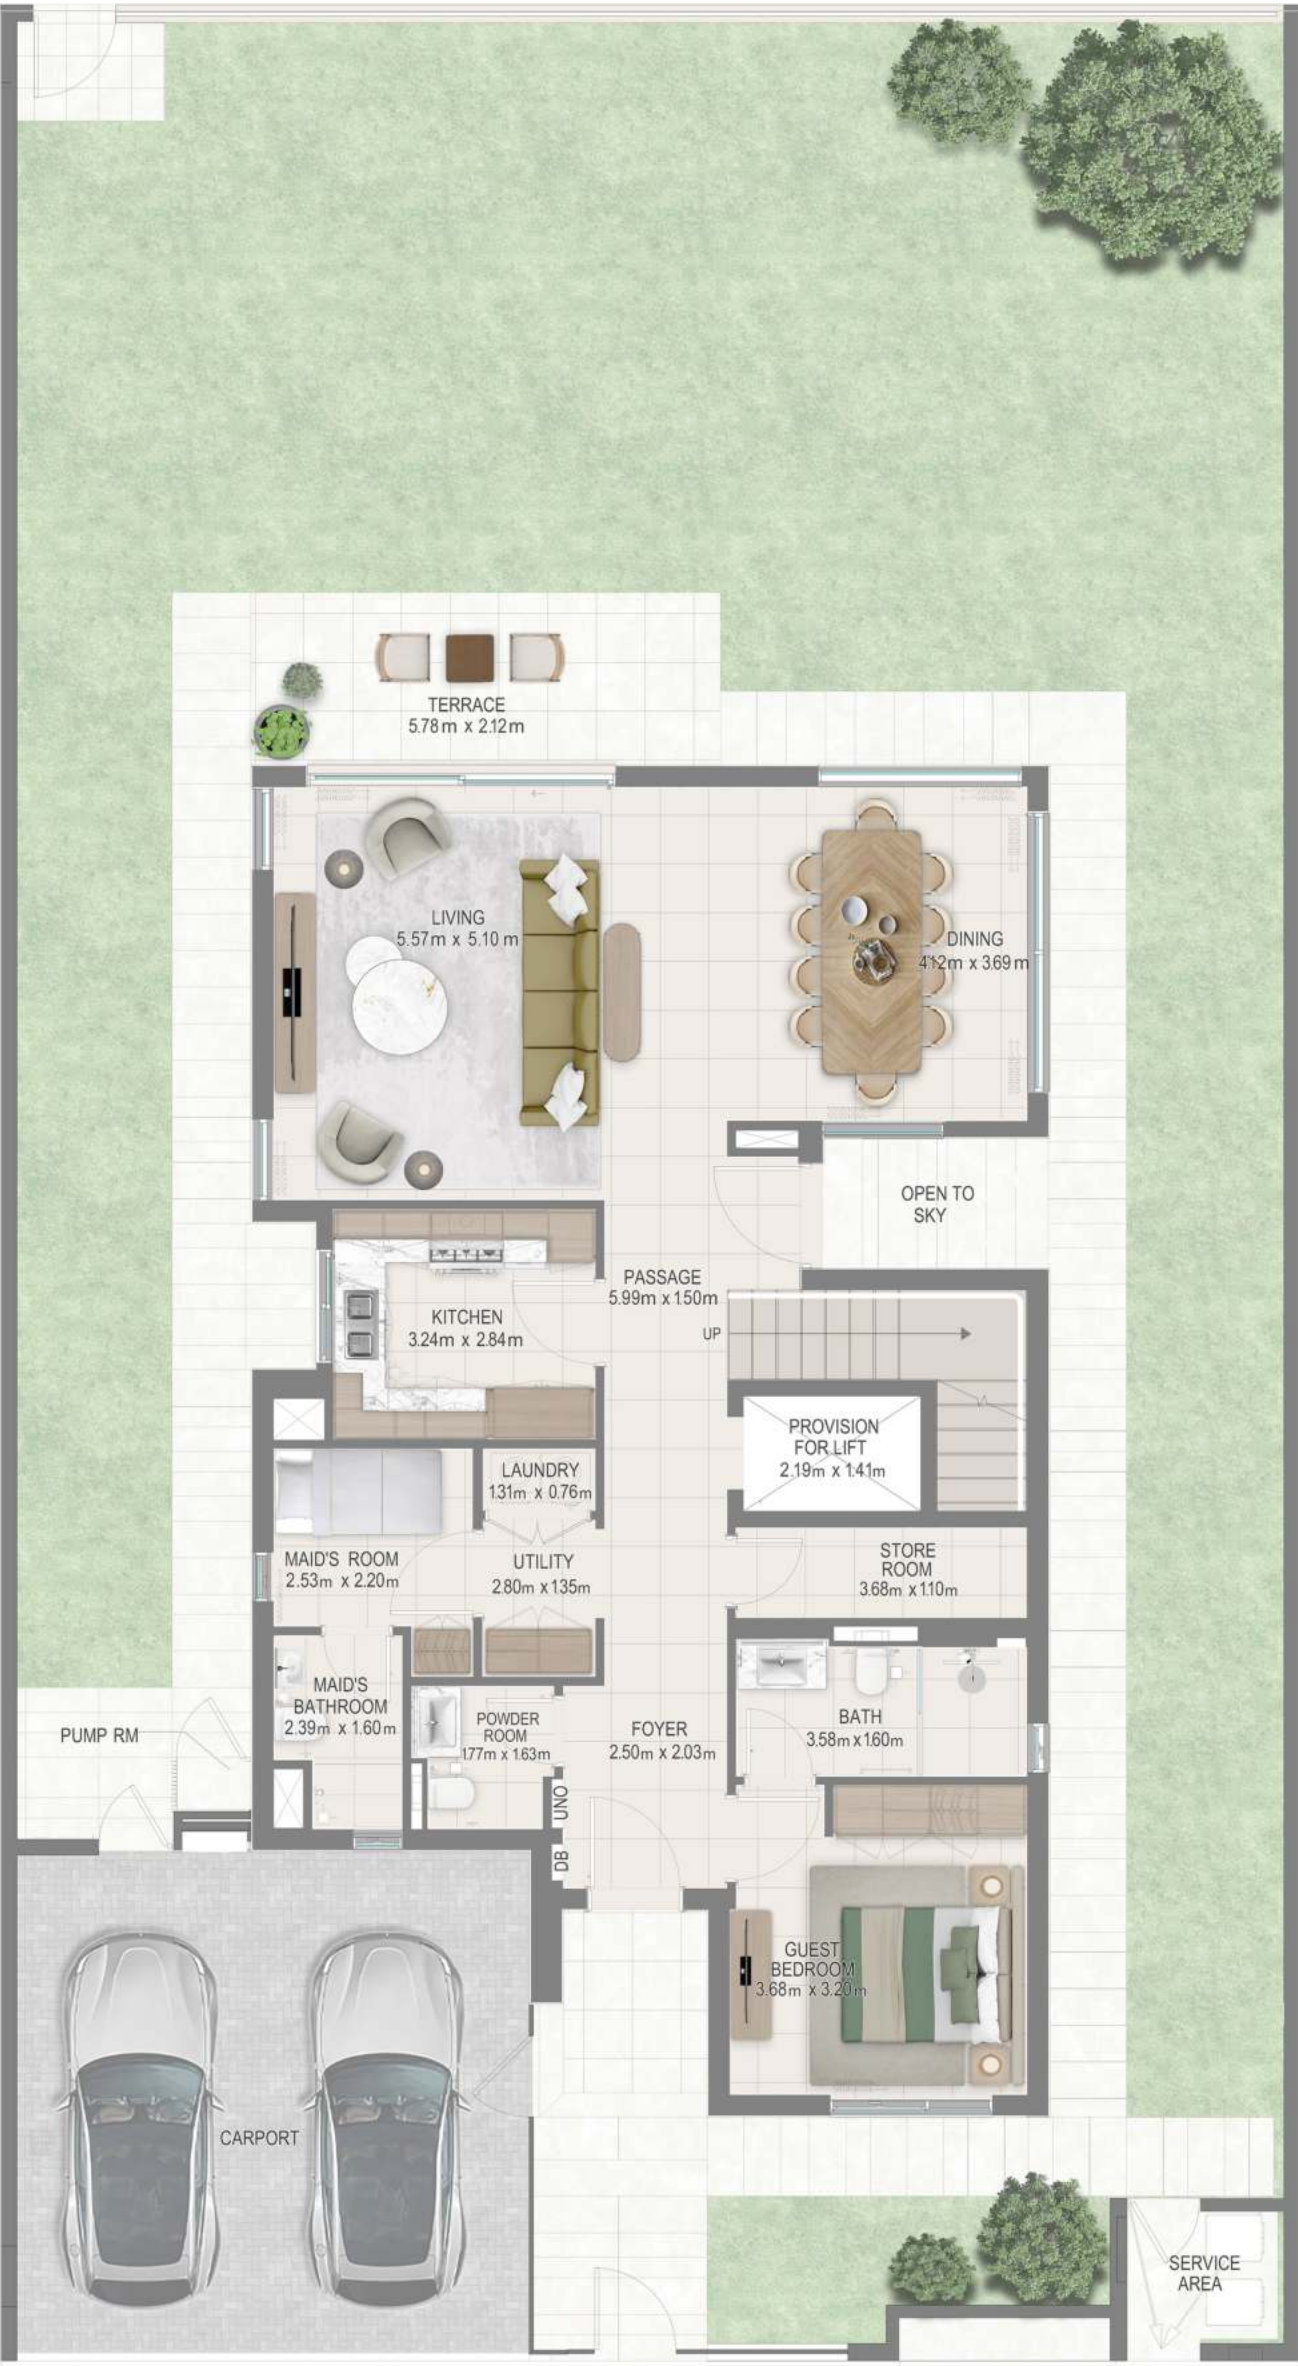 TERRACE
5.78m x 2.12m
LIVING
5.57m x 5.10 m
DINING
4.12m x 3.69 m
OPEN TO
SKY
PASSAGE
5.99m x 1.50m
KITCHEN
3.24m x 2.84m
UP
PROVISION
FOR LIFT
2.19m x 1.41m
LAUNDRY
1.31m x 0.76m
MAID'S ROOM
2.53m x 2.20m
UTILITY
2.80m x 1.35m
STORE
ROOM
3.68m x 1.10m
MAID'S
BATHROOM
2.39m x 1.60m
PUMP RM
POWDER
ROOM
1.77m x 1.63m
FOYER
2.50m x 2.03m
BATH
3.58m x 1.60m
UNO
DB
GUEST
BEDROOM
3.68m x 3.20m
CARPORT
SERVICE
AREA